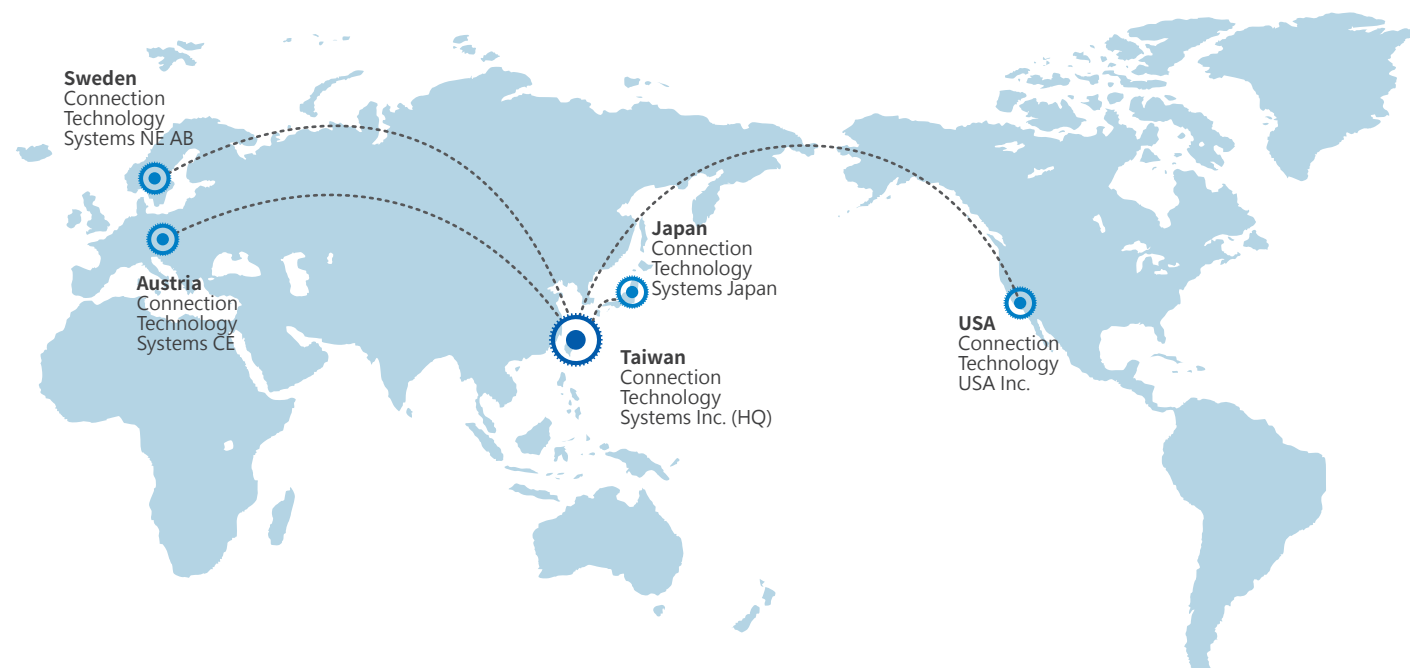 Sweden
Connection
Technology
Systems NE AB
Austria
Connection
Technology
Systems CE
Japan
Connection
Technology
Systems Japan
Taiwan
Connection
Technology
Systems Inc. (HQ)
USA
Connection
Technology
USA Inc.